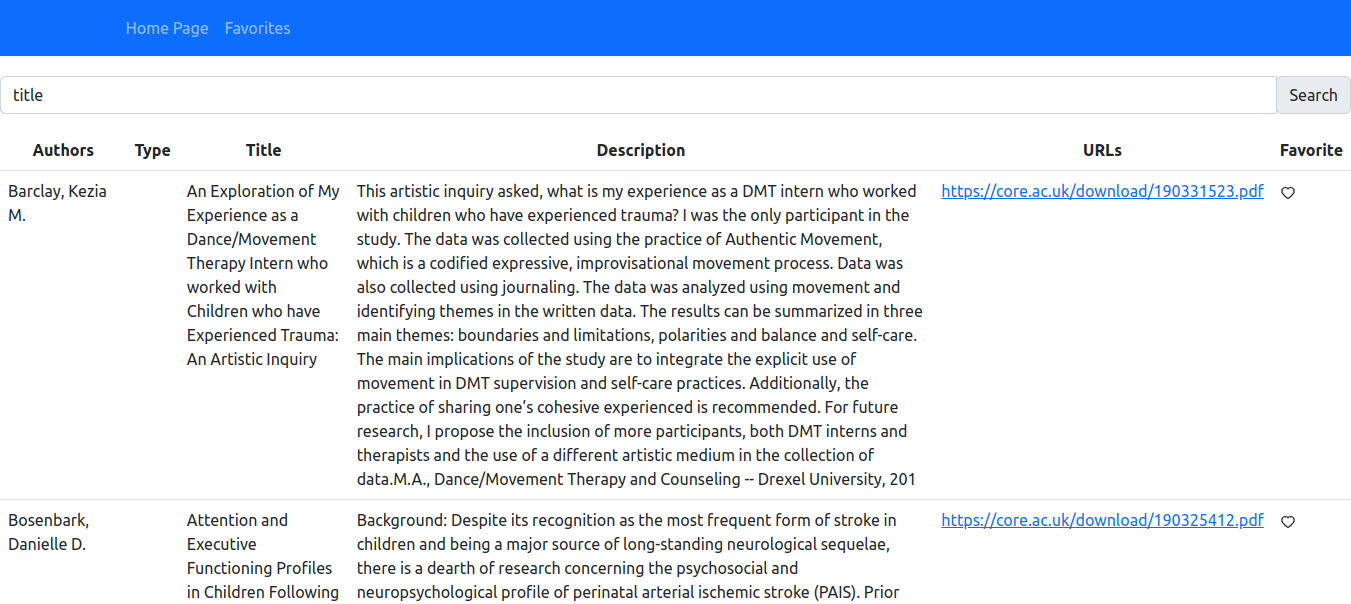 Home Page Favorites
title Search
Authors Type Title Description URLs Favorite
Barclay, Kezia M.
An Exploration of My
Experience as a
Dance/Movement
Therapy Intern who
worked with
Children who have
Experienced Trauma:
An Artistic Inquiry
This artistic inquiry asked, what is my experience as a DMT intern who worked
with children who have experienced trauma? I was the only participant in the
study. The data was collected using the practice of Authentic Movement,
which is a codified expressive, improvisational movement process. Data was
also collected using journaling. The data was analyzed using movement and
identifying themes in the written data. The results can be summarized in three
main themes: boundaries and limitations, polarities and balance and self-care.
The main implications of the study are to integrate the explicit use of
movement in DMT supervision and self-care practices. Additionally, the
practice of sharing one’s cohesive experienced is recommended. For future
research, I propose the inclusion of more participants, both DMT interns and
therapists and the use of a different artistic medium in the collection of
data.M.A., Dance/Movement Therapy and Counseling -- Drexel University, 201
https://core.ac.uk/download/190331523.pdf
Bosenbark,
Danielle D.
Attention and
Executive
Functioning Profiles
in Children Following
Background: Despite its recognition as the most frequent form of stroke in
children and being a major source of long-standing neurological sequelae,
there is a dearth of research concerning the psychosocial and
neuropsychological profile of perinatal arterial ischemic stroke (PAIS). Prior
https://core.ac.uk/download/190325412.pdf